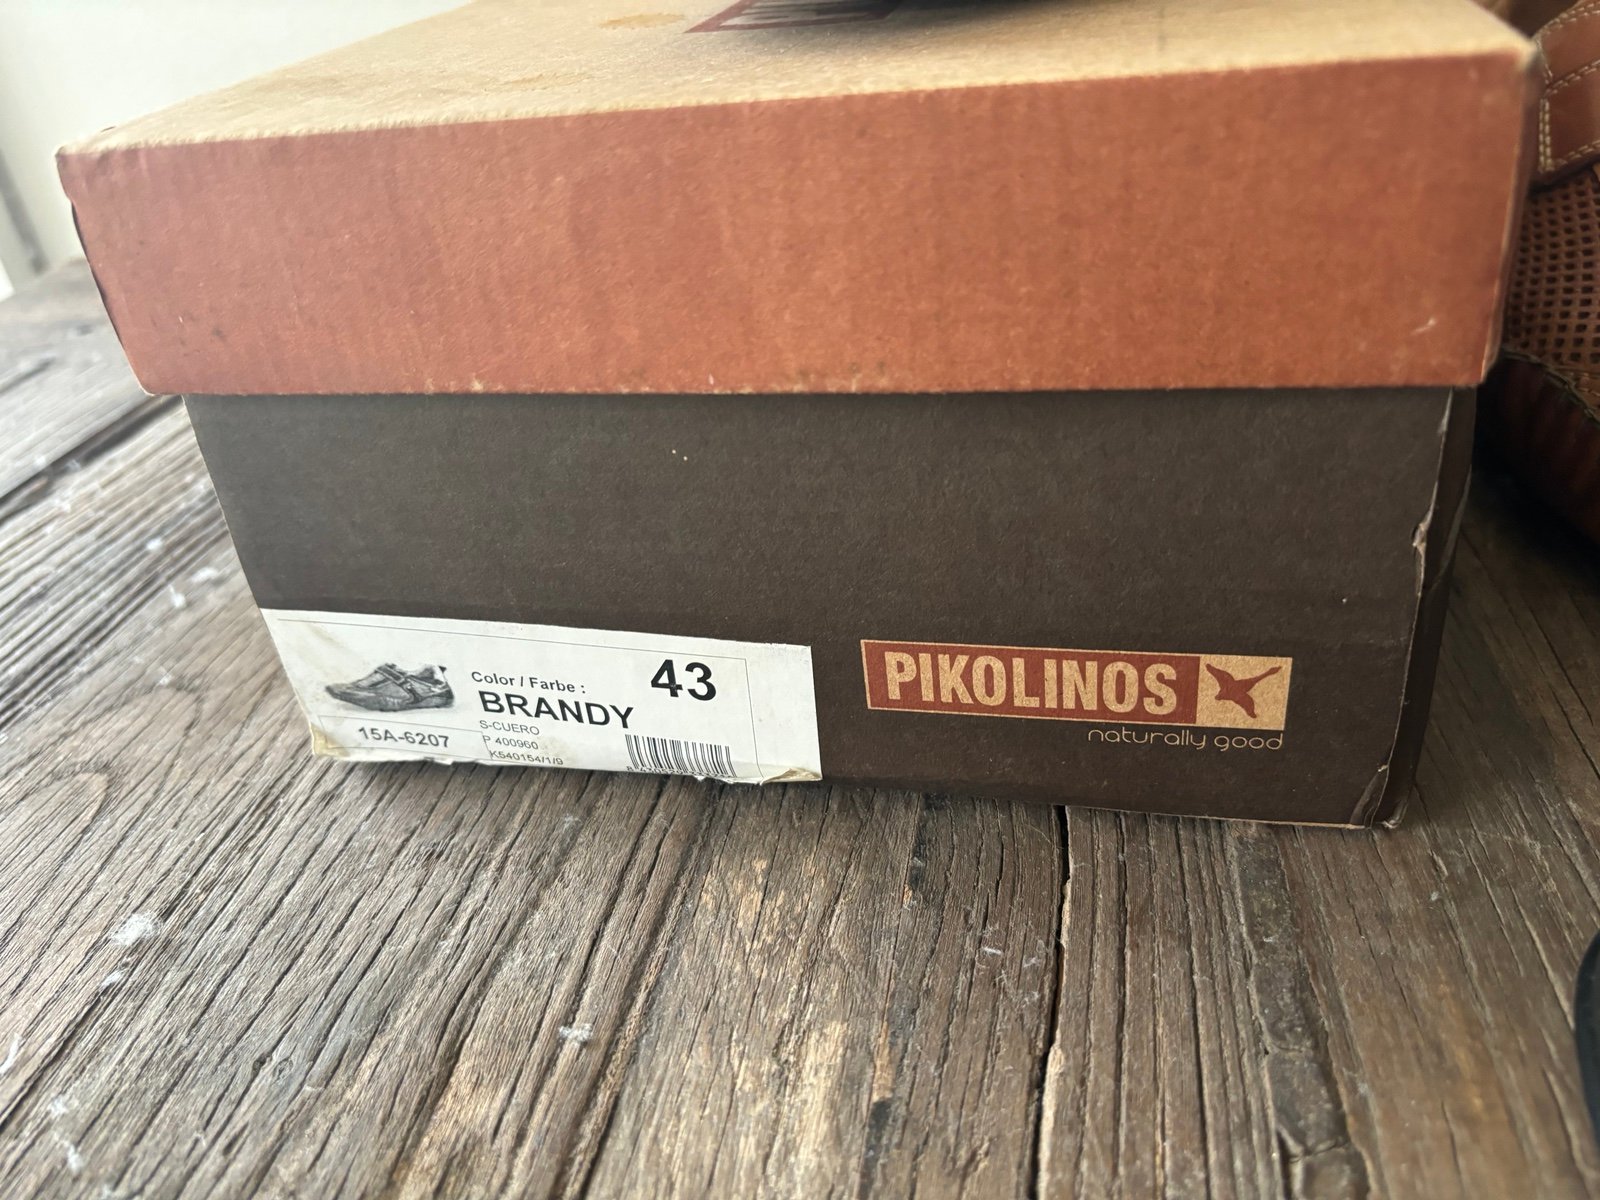 Color / Farbe :
43
BRANDY
S-CUERO
15A-6207
P 400960
K540154/1/9
PIKOLINOS
naturally good